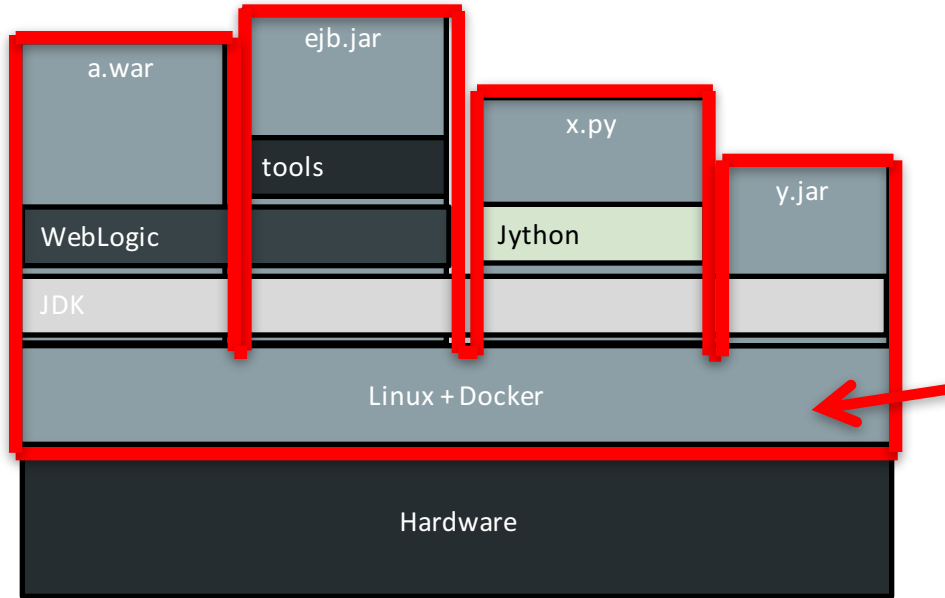 ejb.jar
a.war
x.py
tools
y.jar
WebLogic
Jython
JDK
Linux + Docker
Hardware